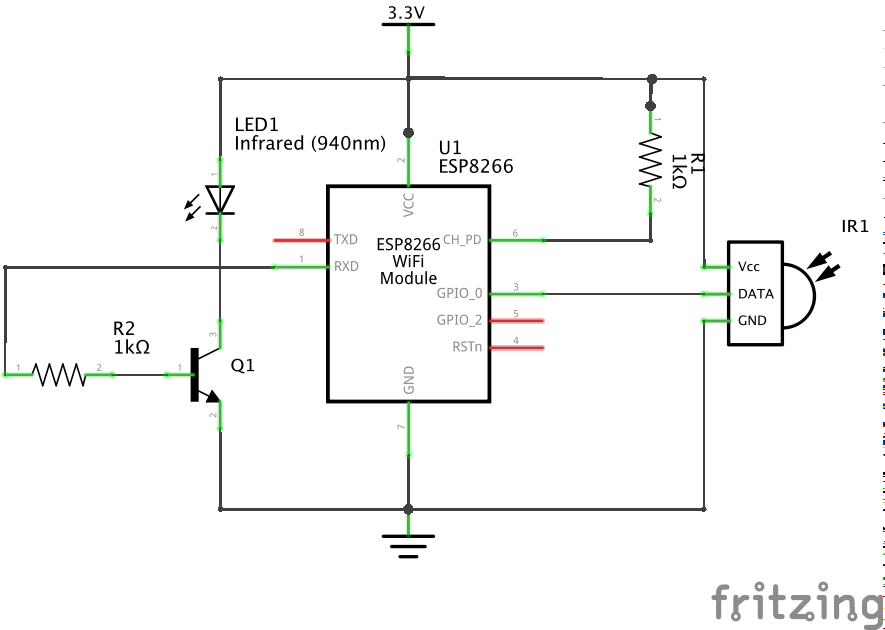 3.3V
LED1
Infrared (940nm)
U1
ESP8266
R1
1kΩ
IR1
1
2
2
1
2
VCC
8
TXD
1
RXD
ESP8266
WiFi
Module
CH_PD
6
GPIO_0
3
GPIO_2
5
RSTn
4
GND
7
Vcc
DATA
GND
R2
1kΩ
1
2
1
3
2
Q1
fritzing